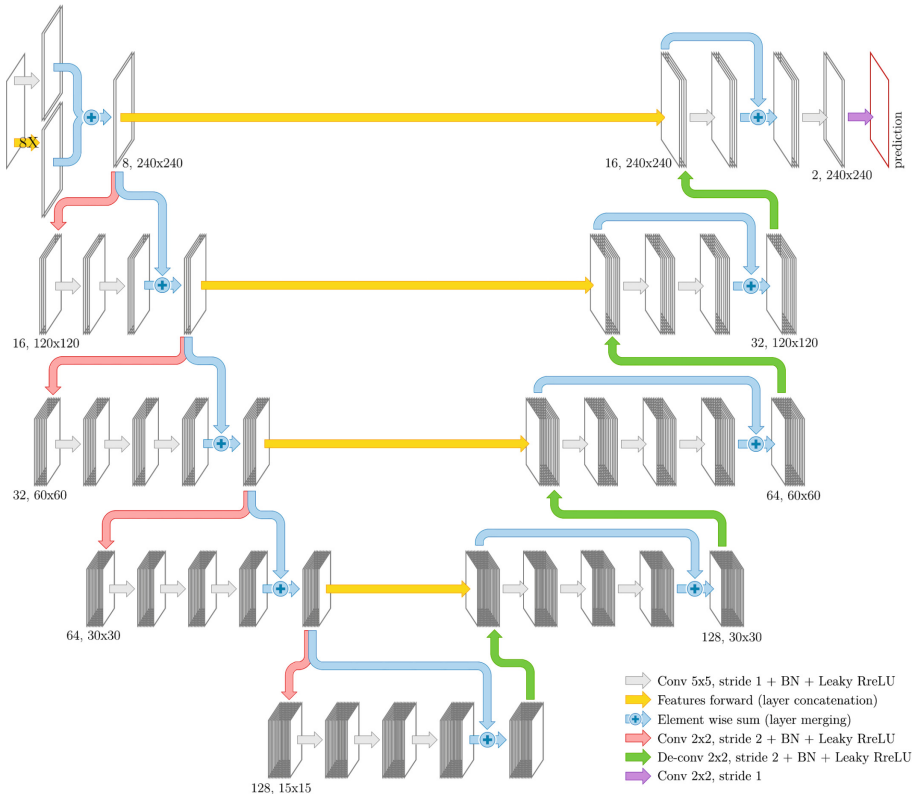 8X
8, 240x240
16, 240x240
2, 240x240
prediction
16, 120x120
32, 120x120
32, 60x60
64, 60x60
64, 30x30
128, 30x30
128, 15x15
Conv 5x5, stride 1 + BN + Leaky RreLU
Features forward (layer concatenation)
Element wise sum (layer merging)
Conv 2x2, stride 2 + BN + Leaky RreLU
De-conv 2x2, stride 2 + BN + Leaky RreLU
Conv 2x2, stride 1